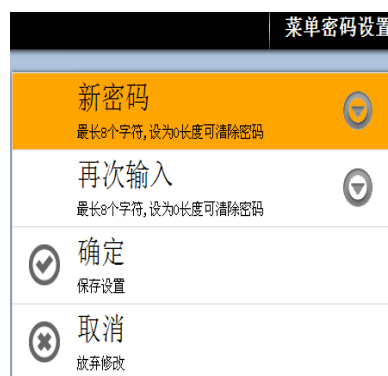 菜单密码设置
新密码
最长8个字符,设为0长度可清除密码
再次输入
最长8个字符,设为0长度可清除密码
确定
保存设置
取消
放弃修改